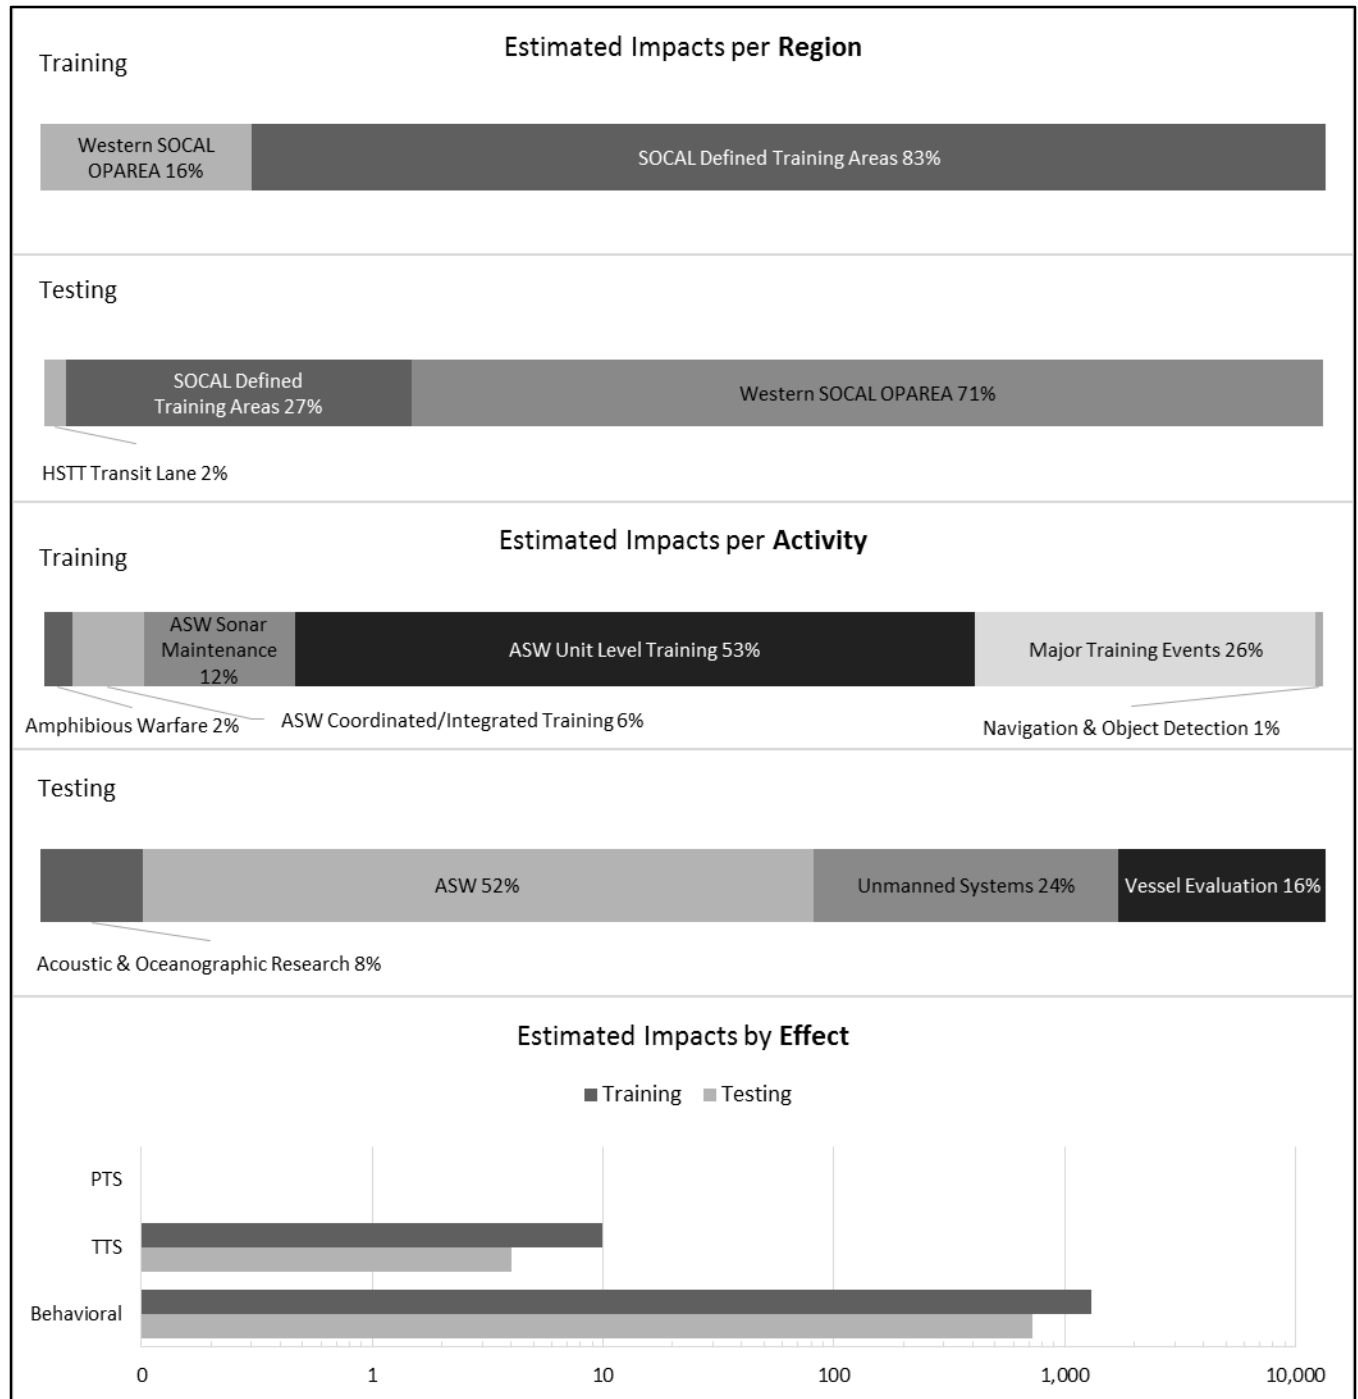 Estimated Impacts per Region
Training
Western SOCAL
OPAREA 16%
SOCAL Defined Training Areas 83%
Testing
SOCAL Defined
Training Areas 27%
Western SOCAL OPAREA 71%
HSTT Transit Lane 2%
Estimated Impacts per Activity
Training
ASW Sonar
Maintenance
12%
ASW Unit Level Training 53%
Major Training Events 26%
Amphibious Warfare 2%
ASW Coordinated/Integrated Training 6%
Navigation & Object Detection 1%
Testing
ASW 52%
Unmanned Systems 24%
Vessel Evaluation 16%
Acoustic & Oceanographic Research 8%
Estimated Impacts by Effect
Training Testing
PTS
TTS
Behavioral
0 1 10 100 1,000 10,000